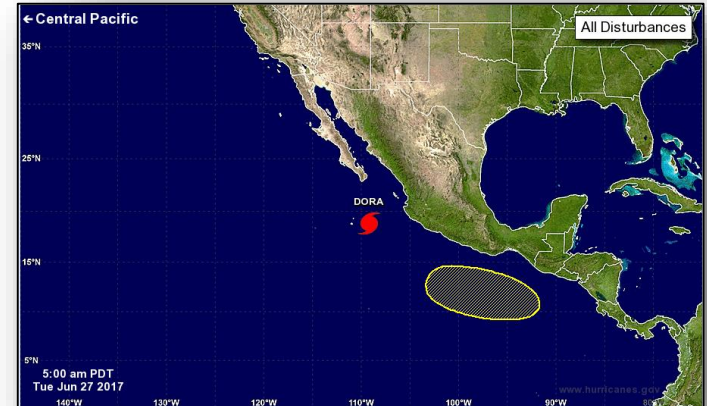 ← Central Pacific
All Disturbances
35°N
25°N
DORA
15°N
5°N
5:00 am PDT
Tue Jun 27 2017
www.hurricanes.gov
140°W 130°W 120°W 110°W 100°W 90°W 80°W